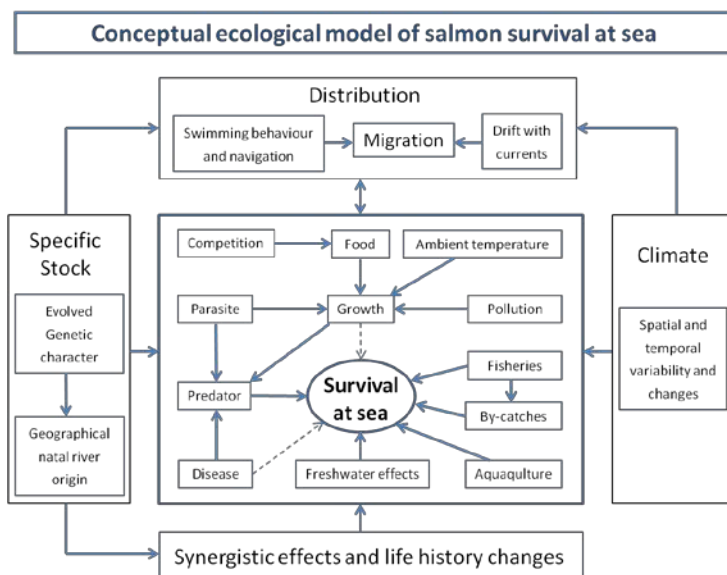 Conceptual ecological model of salmon survival at sea
Distribution
Swimming behaviour
and navigation
Migration
Drift with
currents
Specific
Stock
Evolved
Genetic
character
Geographical
natal river
origin
Competition
Food
Ambient temperature
Parasite
Growth
Pollution
Predator
Survival
at sea
Fisheries
By-catches
Disease
Freshwater effects
Aquaqulture
Climate
Spatial and
temporal
variability and
changes
Synergistic effects and life history changes